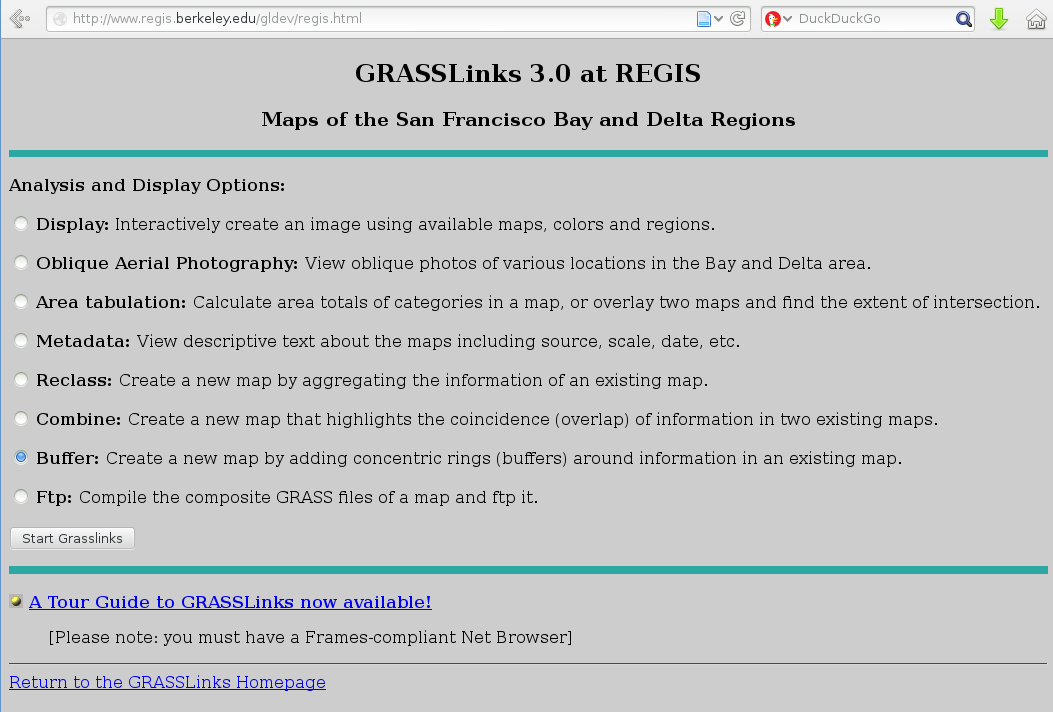 http://www.regis.berkeley.edu/gldev/regis.html
DuckDuckGo
GRASSLinks 3.0 at REGIS
Maps of the San Francisco Bay and Delta Regions
Analysis and Display Options:
Display: Interactively create an image using available maps, colors and regions.
Oblique Aerial Photography: View oblique photos of various locations in the Bay and Delta area.
Area tabulation: Calculate area totals of categories in a map, or overlay two maps and find the extent of intersection.
Metadata: View descriptive text about the maps including source, scale, date, etc.
Reclass: Create a new map by aggregating the information of an existing map.
Combine: Create a new map that highlights the coincidence (overlap) of information in two existing maps.
Buffer: Create a new map by adding concentric rings (buffers) around information in an existing map.
Ftp: Compile the composite GRASS files of a map and ftp it.
Start Grasslinks
A Tour Guide to GRASSLinks now available!
[Please note: you must have a Frames-compliant Net Browser]
Return to the GRASSLinks Homepage